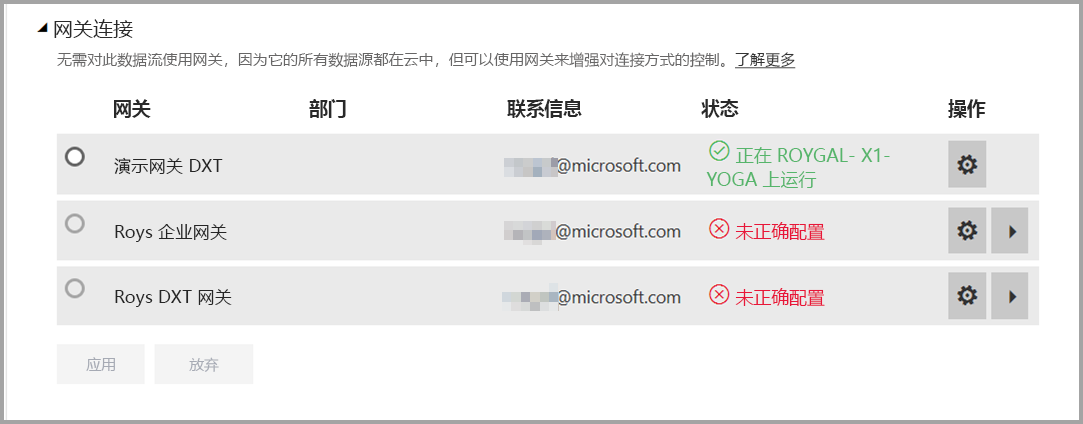 网关连接
无需对此数据流使用网关，因为它的所有数据源都在云中，但可以使用网关来增强对连接方式的控制。了解更多
网关 部门 联系信息 状态 操作
演示网关 DXT @microsoft.com 正在 ROYGAL- X1-
YOGA 上运行
Roys 企业网关 @microsoft.com 未正确配置
Roys DXT 网关 @microsoft.com 未正确配置
应用 放弃